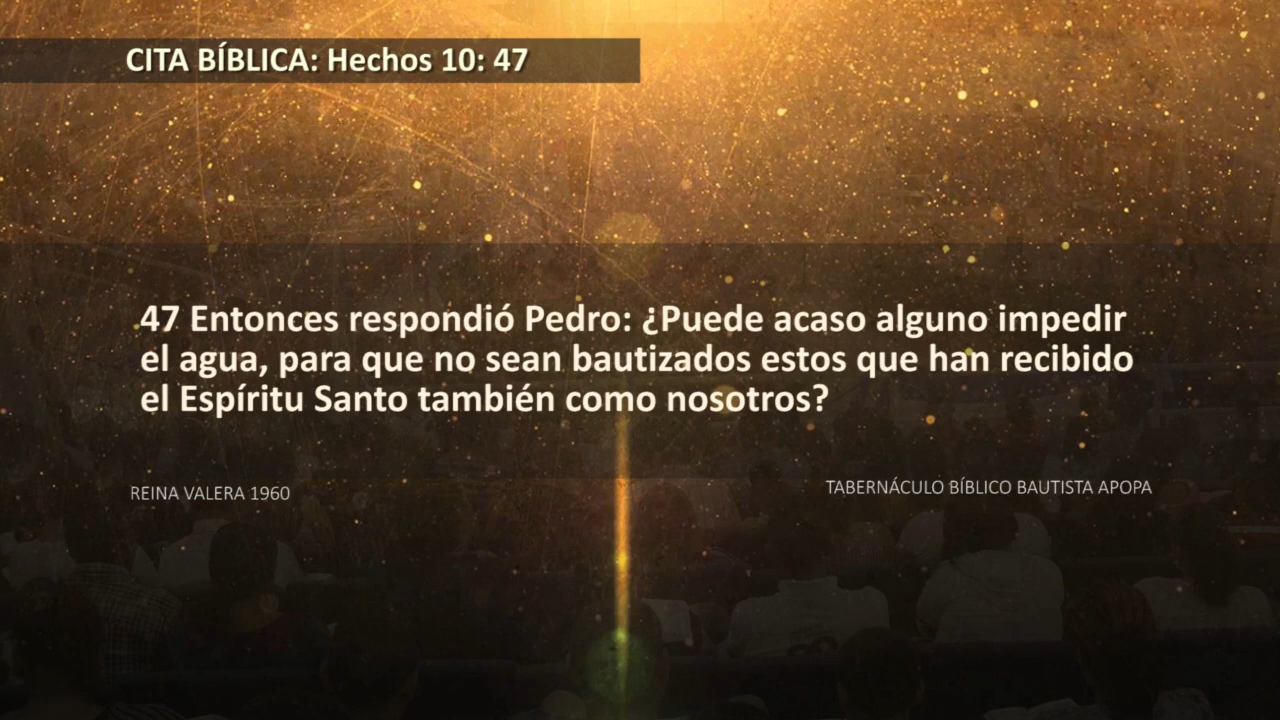 CITA BÍBLICA: Hechos 10: 47
47 Entonces respondió Pedro: ¿Puede acaso alguno impedir
el agua, para que no sean bautizados estos que han recibido
el Espíritu Santo también como nosotros?
REINA VALERA 1960
TABERNÁCULO BÍBLICO BAUTISTA APOPA